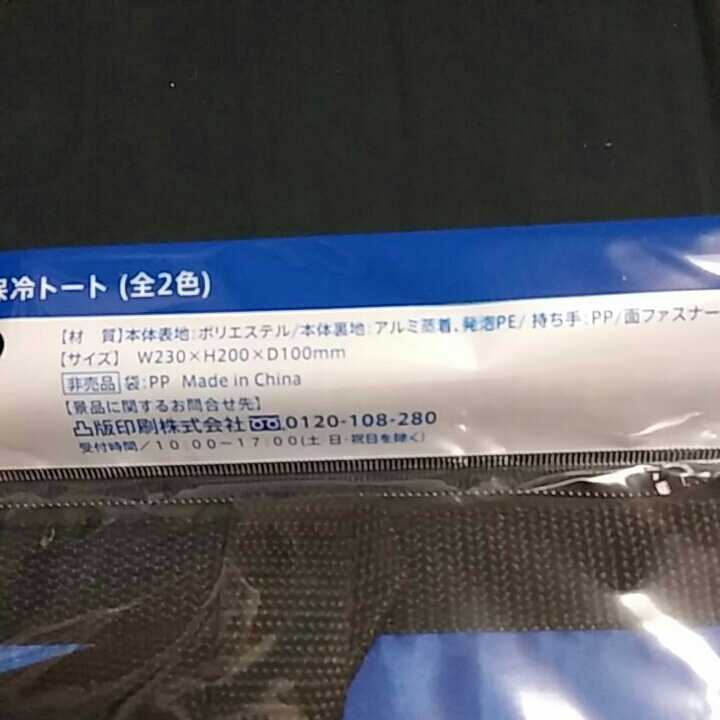 保冷トート (全2色)
【材 質】本体表地:ポリエステル/本体裏地:アルミ蒸着、発泡PE/持ち手:PP/面ファスナー
【サイズ】 W230×H200×D100mm
非売品 袋:PP Made in China
【景品に関するお問合せ先】
凸版印刷株式会社 0120-108-280
受付時間/10:00~17:00(土・日・祝日を除く)